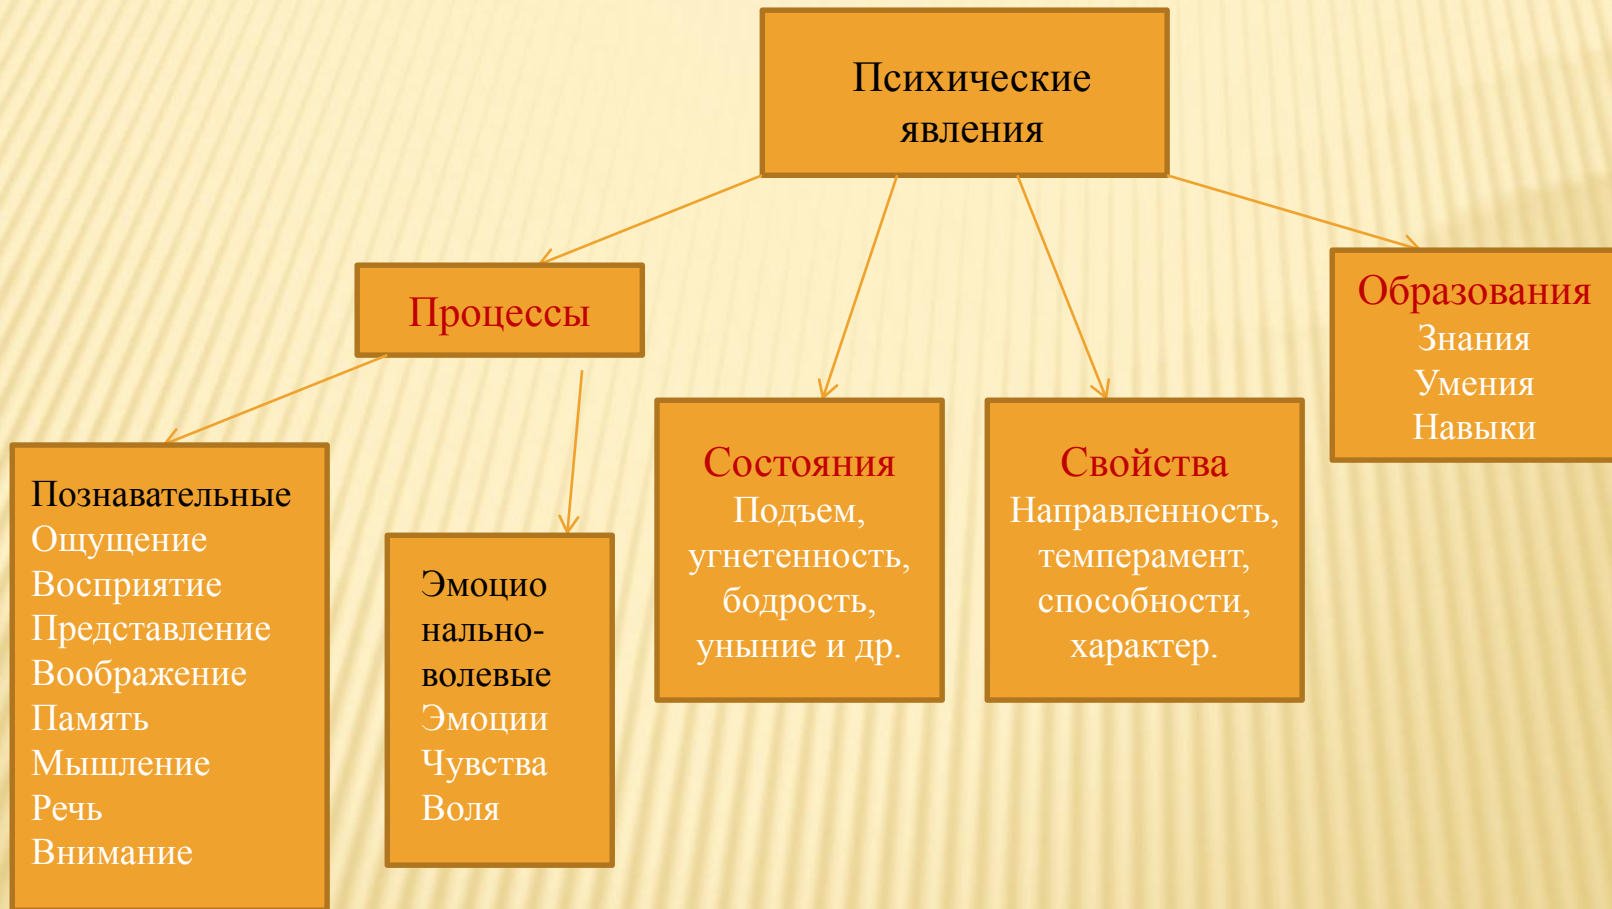 Психические
явления
Процессы
Образования
Знания
Умения
Навыки
Познавательные
Ощущение
Восприятие
Представление
Воображение
Память
Мышление
Речь
Внимание
Эмоцио
нально-
волевые
Эмоции
Чувства
Воля
Состояния
Подъем,
угнетенность,
бодрость,
уныние и др.
Свойства
Направленность,
темперамент,
способности,
характер.